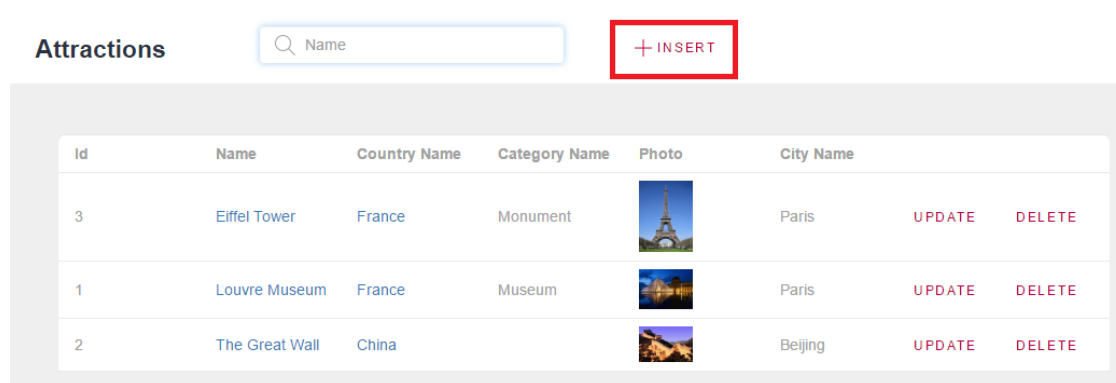 Attractions Name INSERT
Id Name Country Name Category Name Photo City Name
3 Eiffel Tower France Monument Paris UPDATE DELETE
1 Louvre Museum France Museum Paris UPDATE DELETE
2 The Great Wall China Beijing UPDATE DELETE